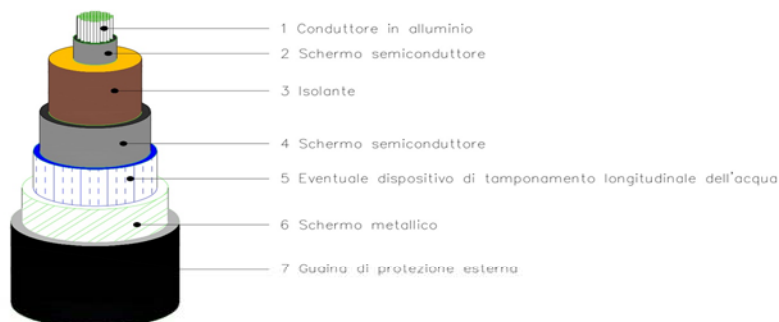 1 Conduttore in alluminio
2 Schermo semiconduttore
3 Isolante
4 Schermo semiconduttore
5 Eventuale dispositivo di tamponamento longitudinale dell'acqua
6 Schermo metallico
7 Guaina di protezione esterna